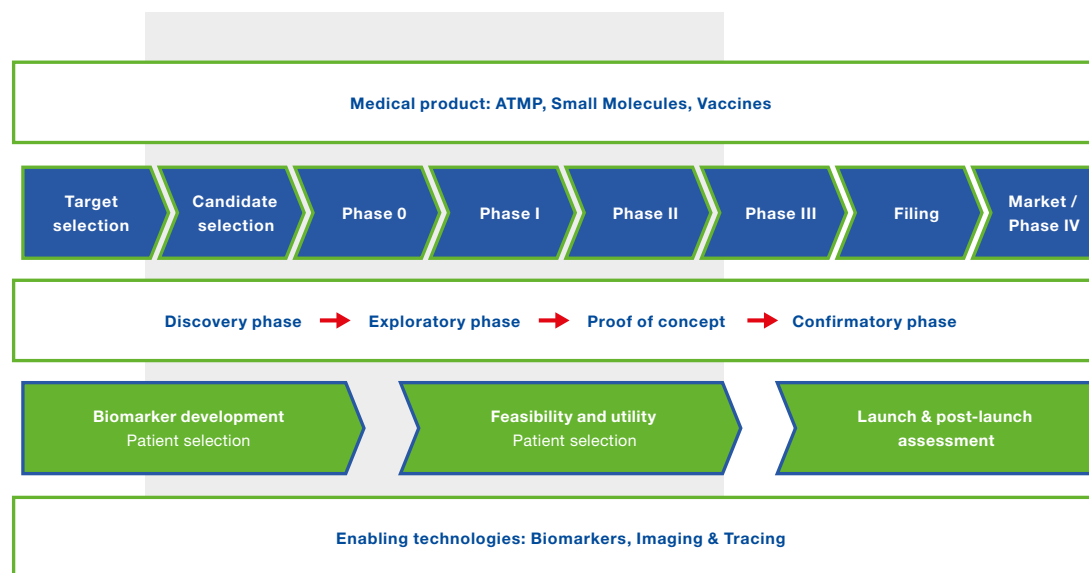 Medical product: ATMP, Small Molecules, Vaccines
Target
selection
Candidate
selection
Phase 0
Phase I
Phase II
Phase III
Filing
Market /
Phase IV
Discovery phase
Exploratory phase
Proof of concept
Confirmatory phase
Biomarker development
Patient selection
Feasibility and utility
Patient selection
Launch & post-launch
assessment
Enabling technologies: Biomarkers, Imaging & Tracing